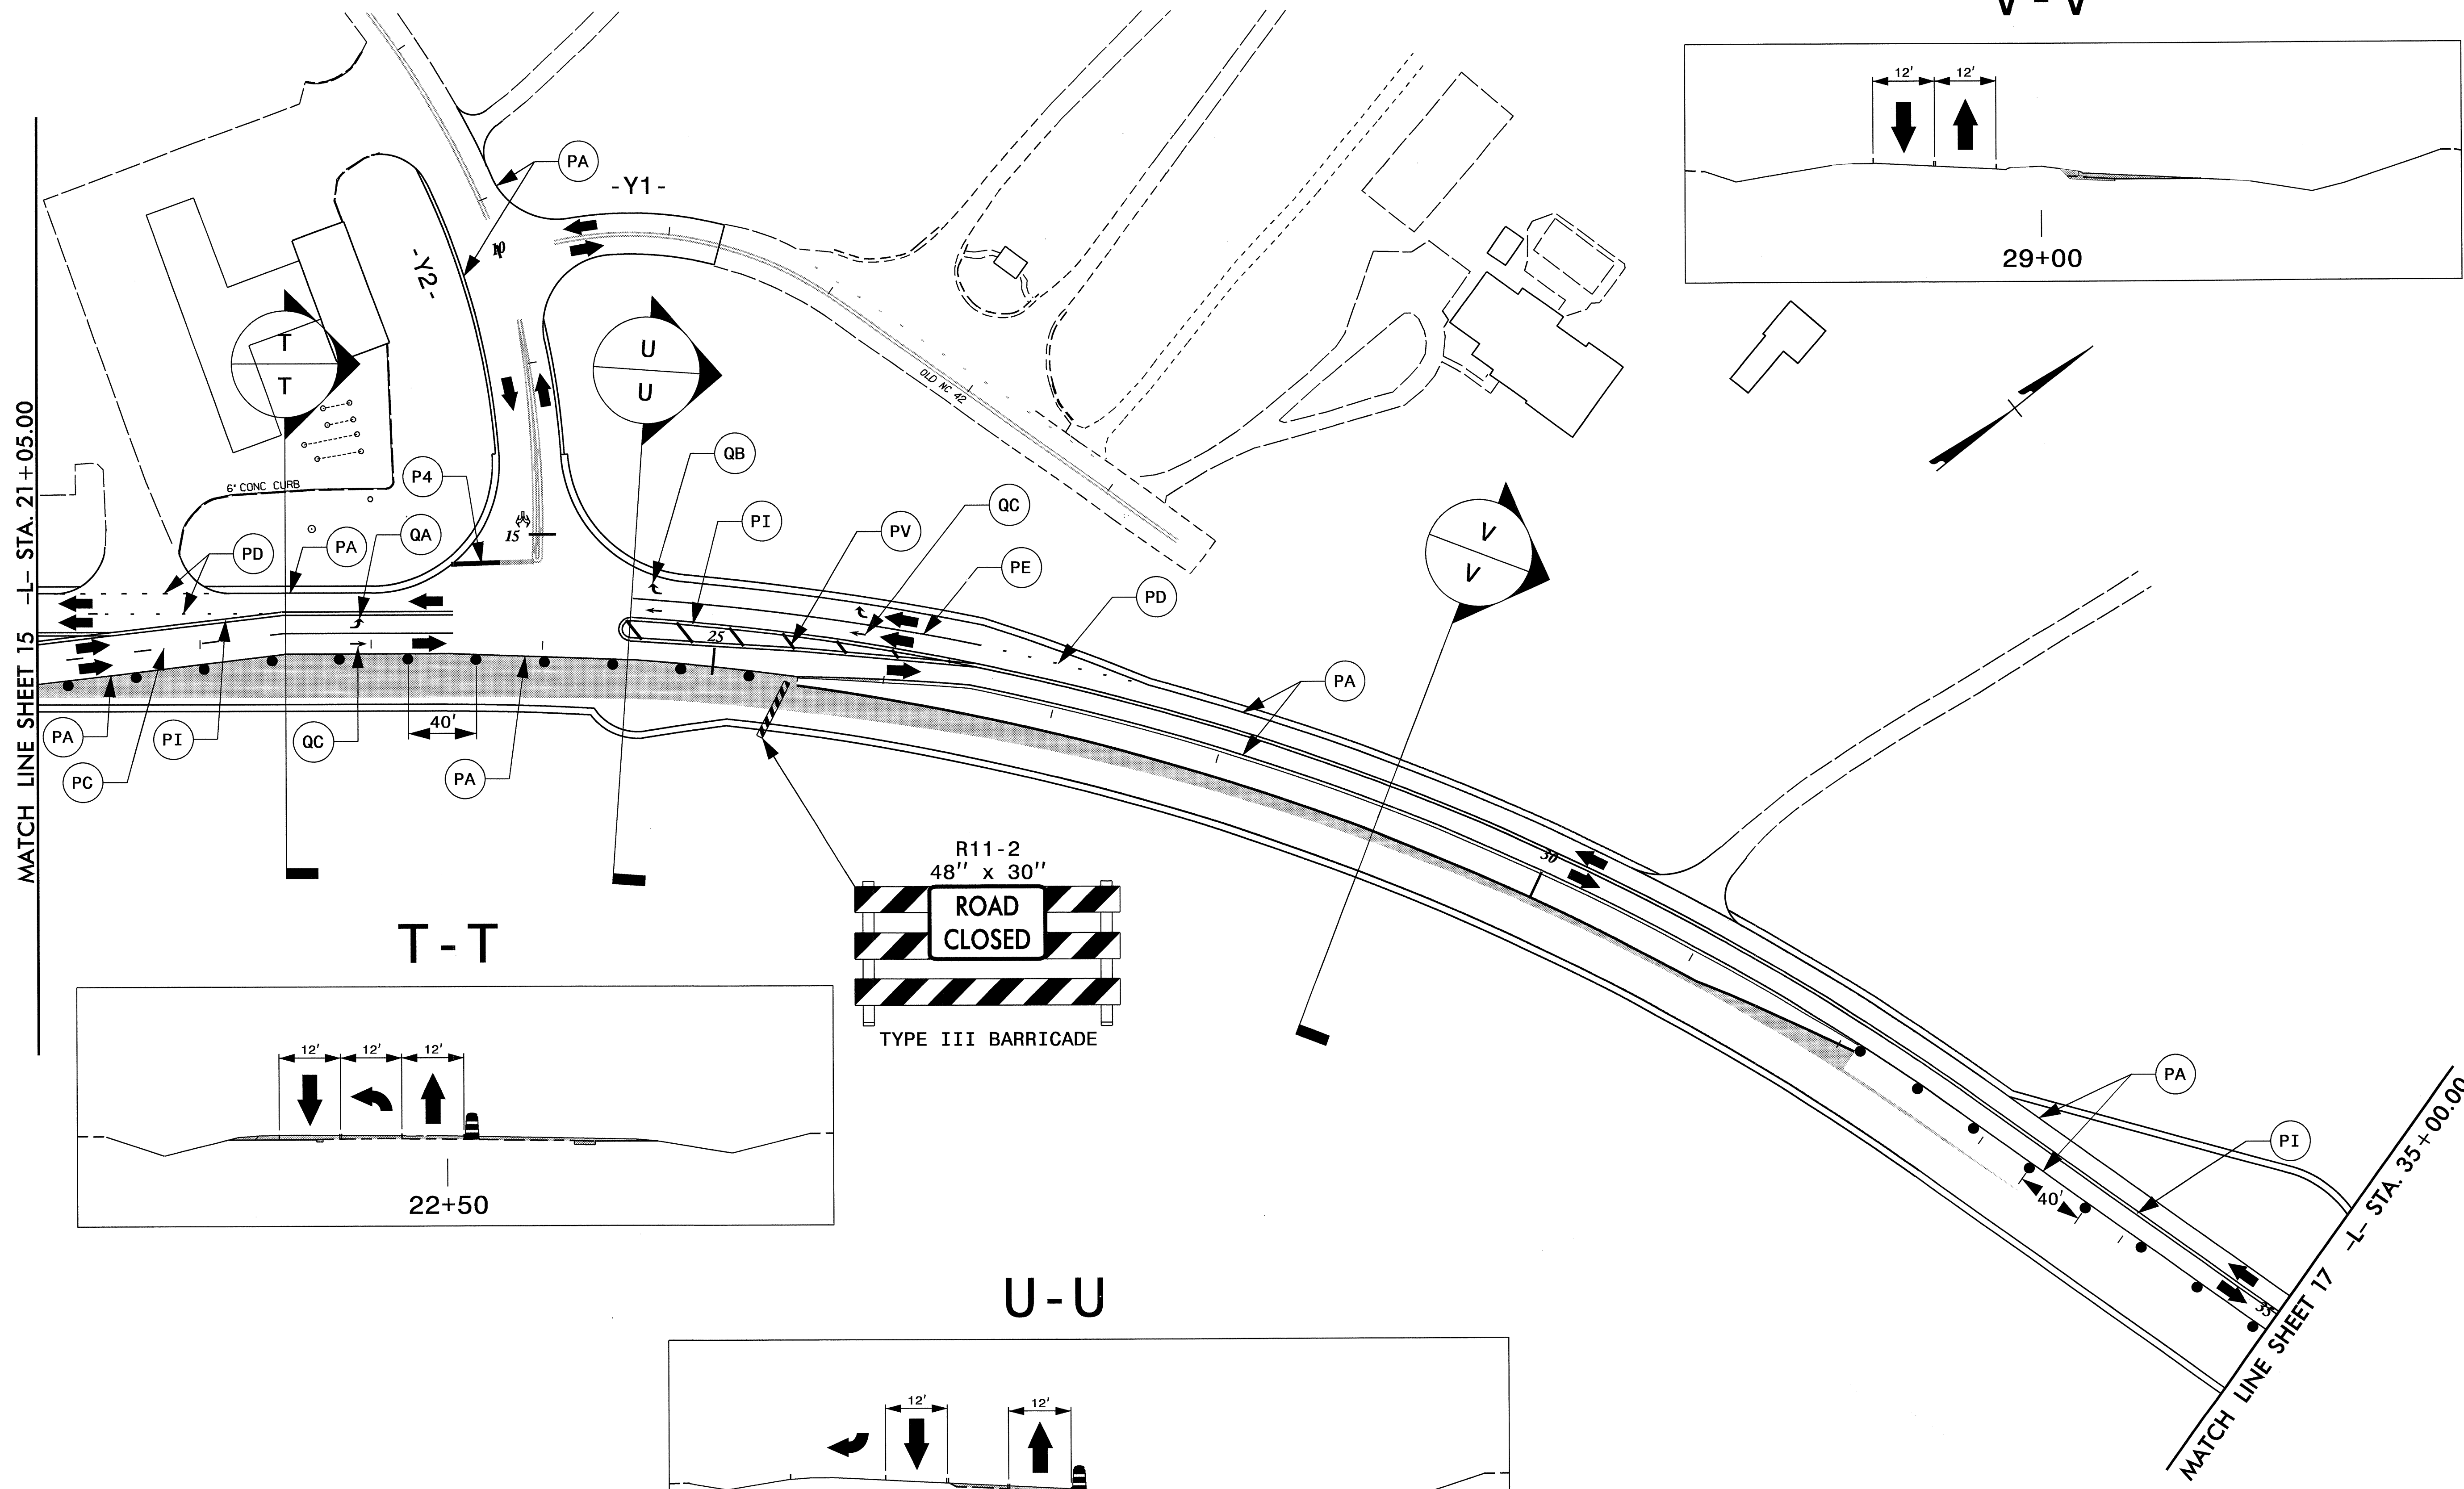 V-V
12' 12'
29+00
PA
-Y1-
10
-Y2-
T
T
U
U
OLD NC 42
V
V
MATCH LINE SHEET 15 -L- STA. 21+05.00
6" CONC CURB
P4
QB
PI
QC
PV
PE
PD
15
PD
PA
QA
25
PA
PA
PI
QC
40'
PC
PA
30
R11-2
48" x 30"
ROAD
CLOSED
TYPE III BARRICADE
T-T
12' 12' 12'
22+50
PA
PI
40'
35
MATCH LINE SHEET 17 -L- STA. 35+00.00
U-U
12' 12'